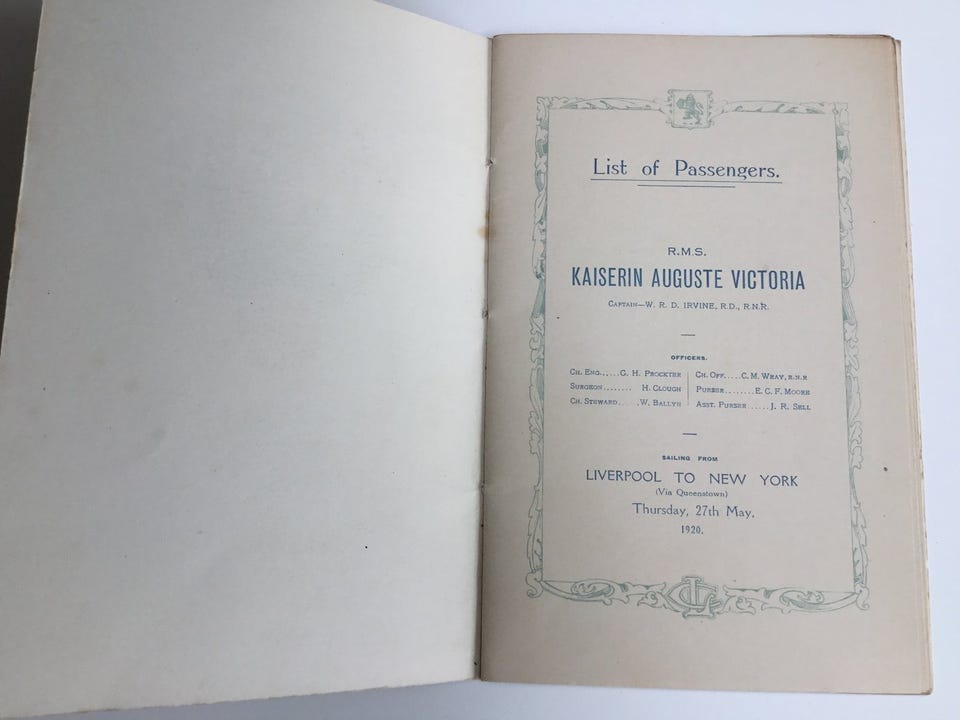 List of Passengers.
R.M.S.
KAISERIN AUGUSTE VICTORIA
CAPTAIN—W. R. D. IRVINE, R.D., R.N.R.
OFFICERS.
CH. ENG......G. H. PROCKTER
SURGEON........ H. CLOUGH
CH. STEWARD.....W. BALLYN
CH. OFF.....C. M. WRAY, R.N.R
PURSER........E. C. F. MOORE
ASST. PURSER......J. R. SELL
SAILING FROM
LIVERPOOL TO NEW YORK
(Via Queenstown)
Thursday, 27th May,
1920.